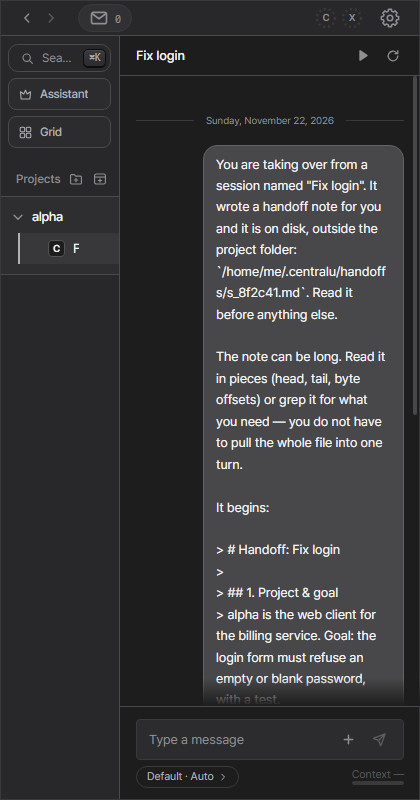 0
C
X
Sea...
⌘K
Fix login
Assistant
Grid
Projects
alpha
C F
Sunday, November 22, 2026
You are taking over from a
session named "Fix login". It
wrote a handoff note for you
and it is on disk, outside the
project folder:
`/home/me/.centralu/handoff
s/s_8f2c41.md`. Read it
before anything else.
The note can be long. Read it
in pieces (head, tail, byte
offsets) or grep it for what
you need — you do not have
to pull the whole file into one
turn.
It begins:
> # Handoff: Fix login
>
> ## 1. Project & goal
> alpha is the web client for
the billing service. Goal: the
login form must refuse an
empty or blank password,
with a test.
Type a message
Default · Auto
Context —